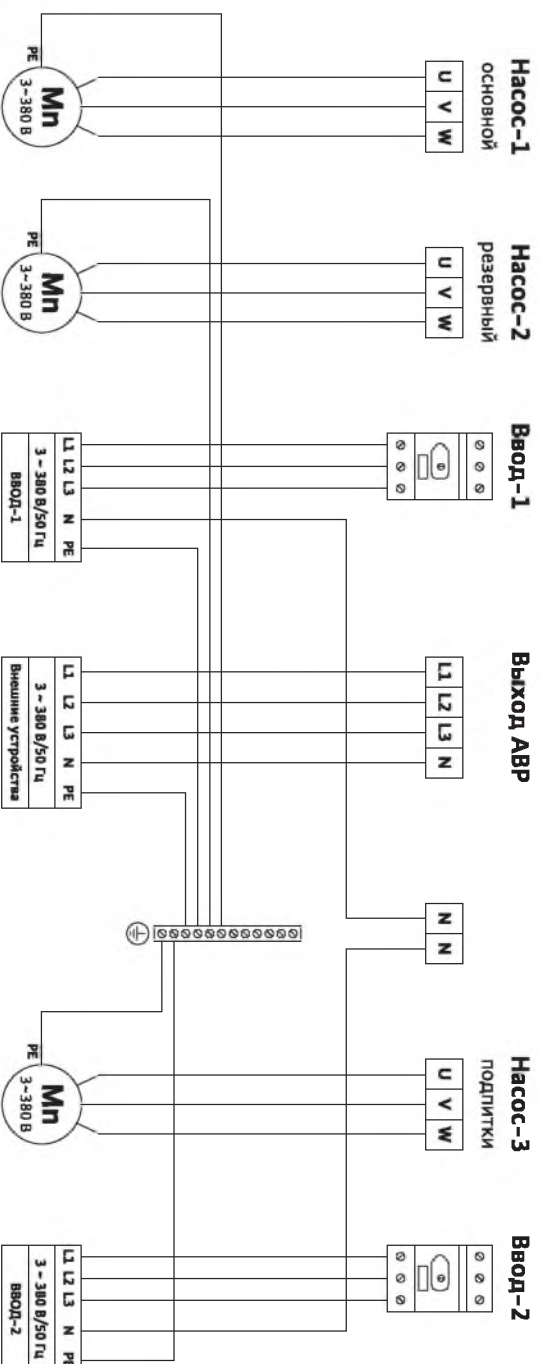 Насос-1 Насос-2 Ввод-1 Выход АВР Насос-3 Ввод-2
основной резервный подпитки
U V W U V W L1 L2 L3 N N N U V W
L1 L2 L3 N PE L1 L2 L3 N PE L1 L2 L3 N PE
PE PE PE
Мп Мп Мп
3~380 В 3~380 В 3~380 В
3 ~ 380 В/50 Гц 3 ~ 380 В/50 Гц 3 ~ 380 В/50 Гц
ВВОД-1 Внешние устройства ВВОД-2